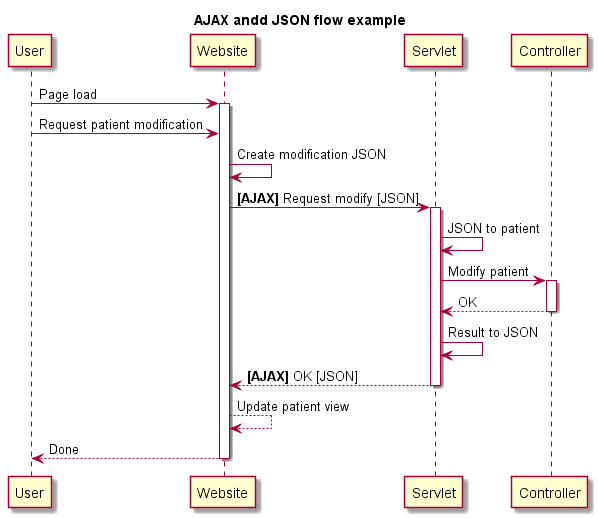 AJAX andd JSON flow example
User Website Servlet Controller
Page load
Request patient modification
Create modification JSON
[AJAX] Request modify [JSON]
JSON to patient
Modify patient
OK
Result to JSON
[AJAX] OK [JSON]
Update patient view
Done
User Website Servlet Controller